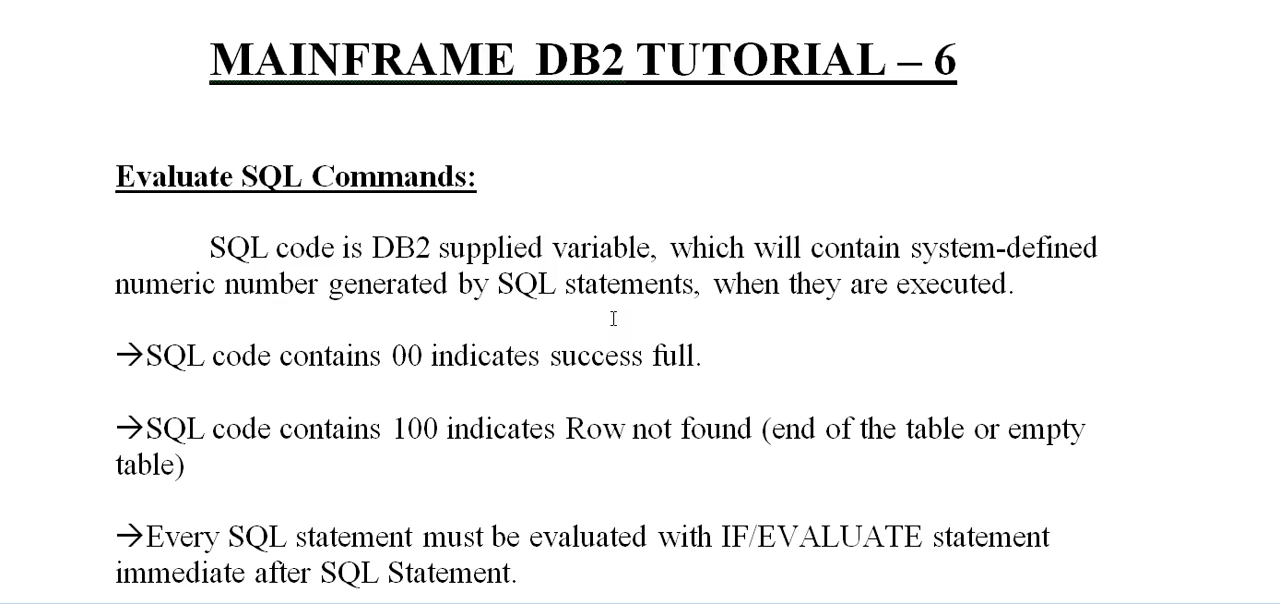 MAINFRAME DB2 TUTORIAL – 6
Evaluate SQL Commands:
SQL code is DB2 supplied variable, which will contain system-defined
numeric number generated by SQL statements, when they are executed.
→SQL code contains 00 indicates success full.
→SQL code contains 100 indicates Row not found (end of the table or empty
table)
→Every SQL statement must be evaluated with IF/EVALUATE statement
immediate after SQL Statement.